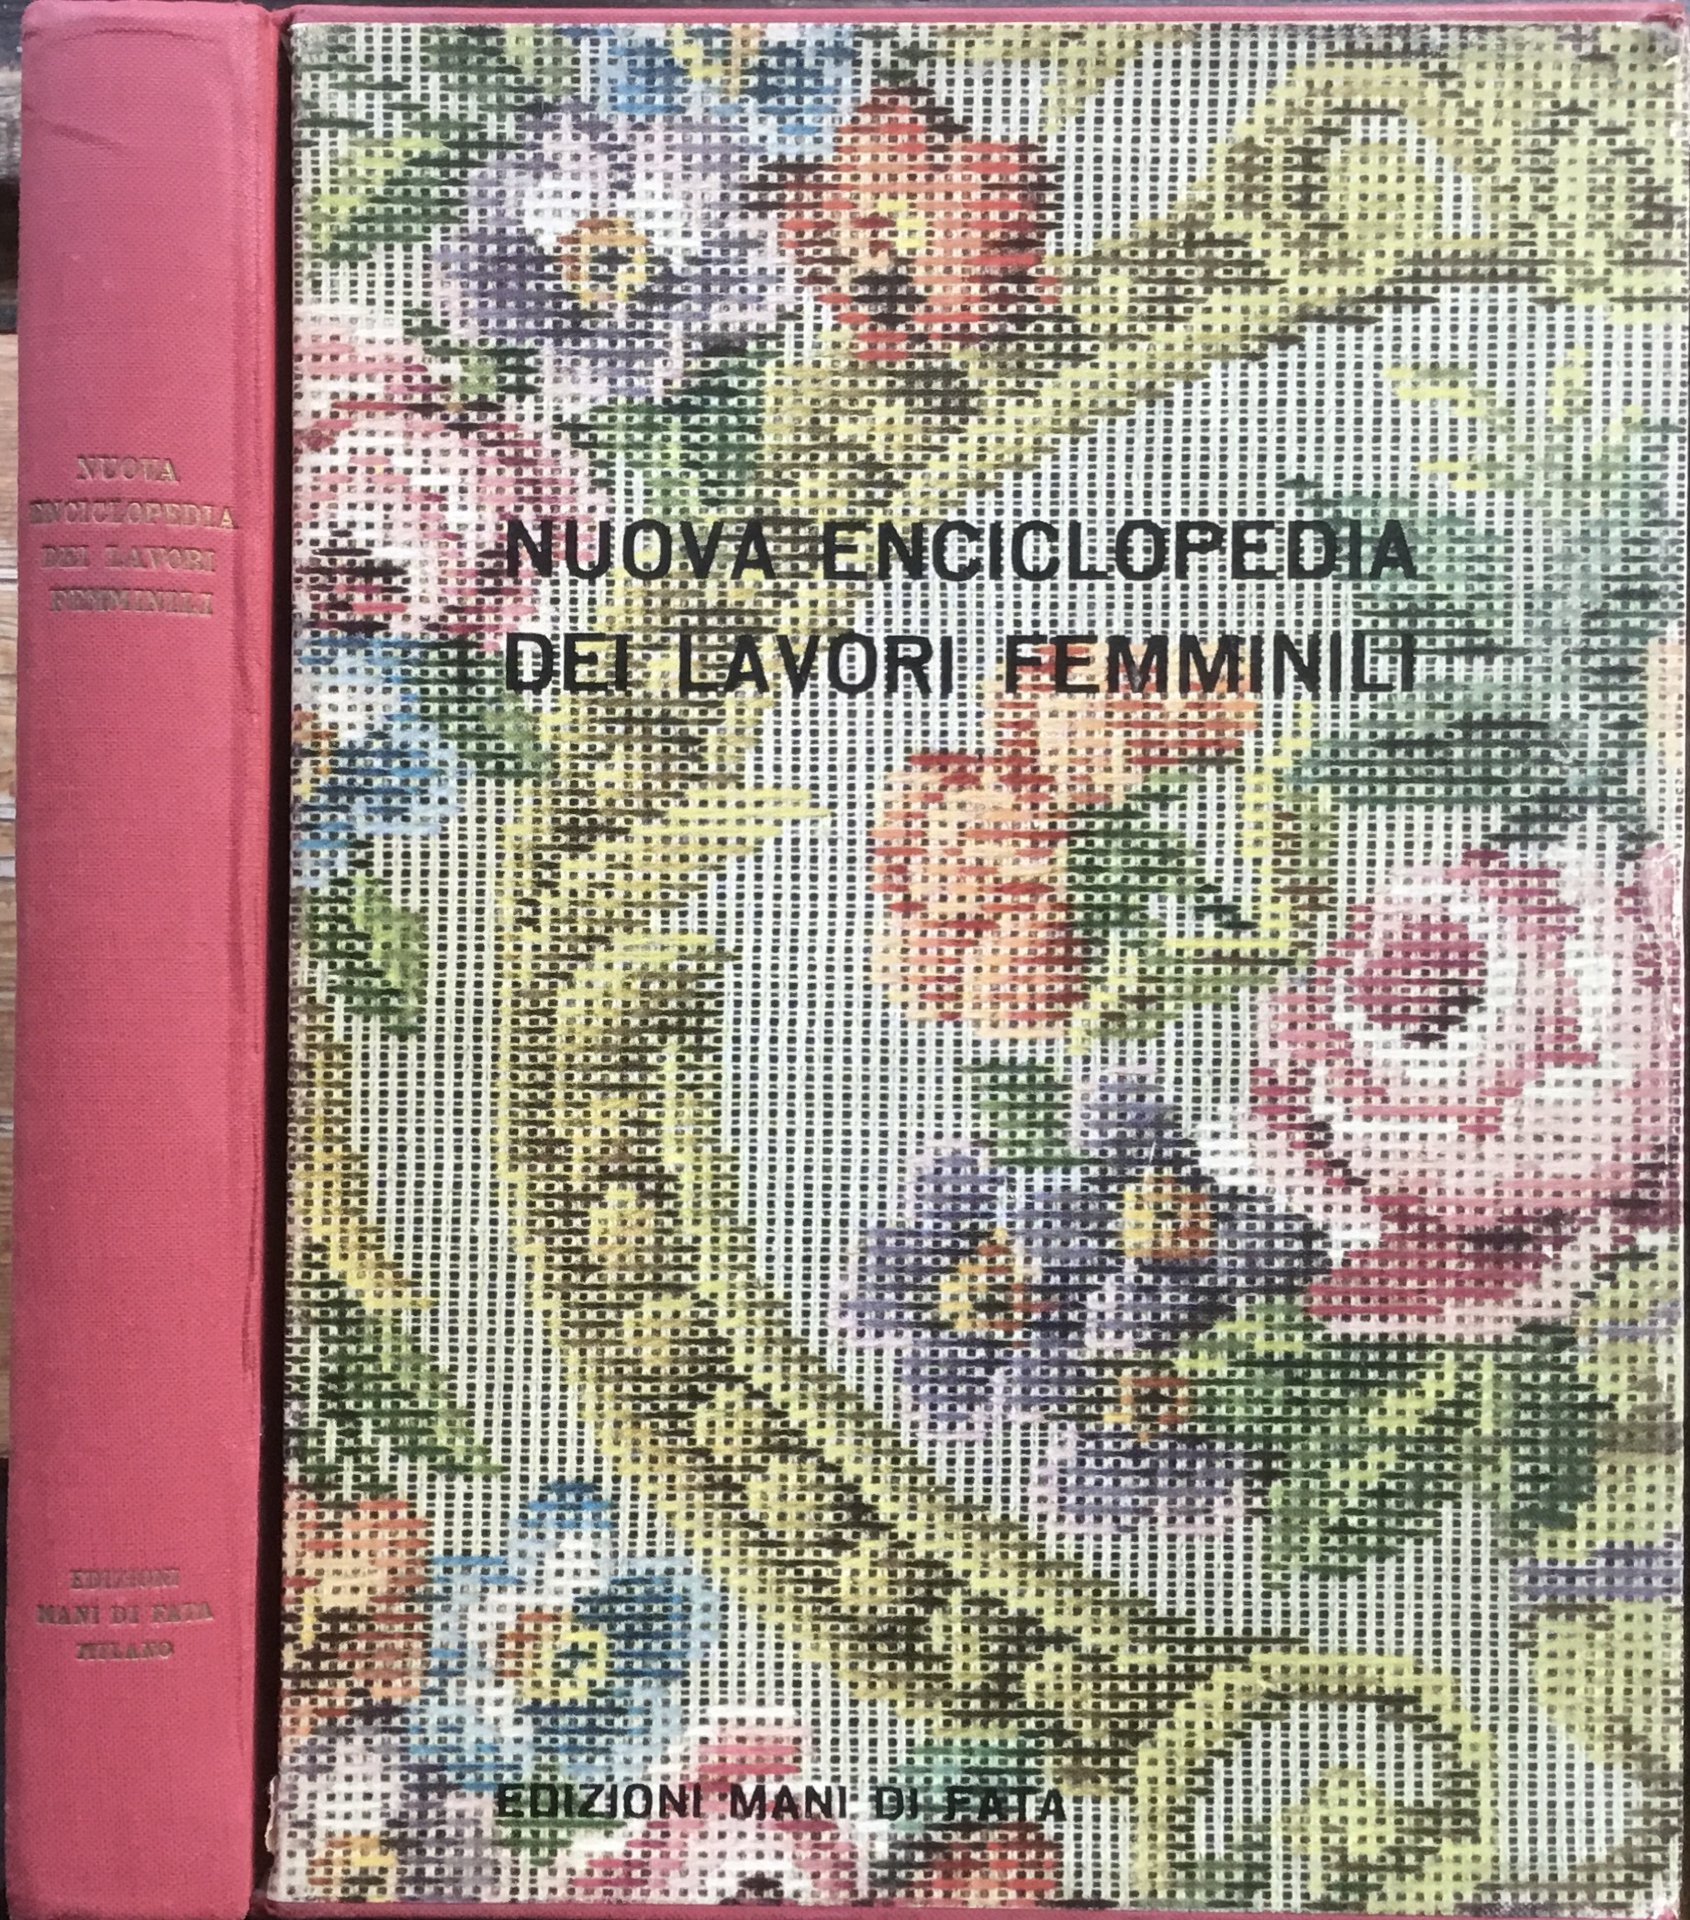 NUOVA
ENCICLOPEDIA
DEI LAVORI
FEMMINILI
EDIZIONI
MANI DI FATA
MILANO
NUOVA ENCICLOPEDIA
DEI LAVORI FEMMINILI
EDIZIONI MANI DI FATA